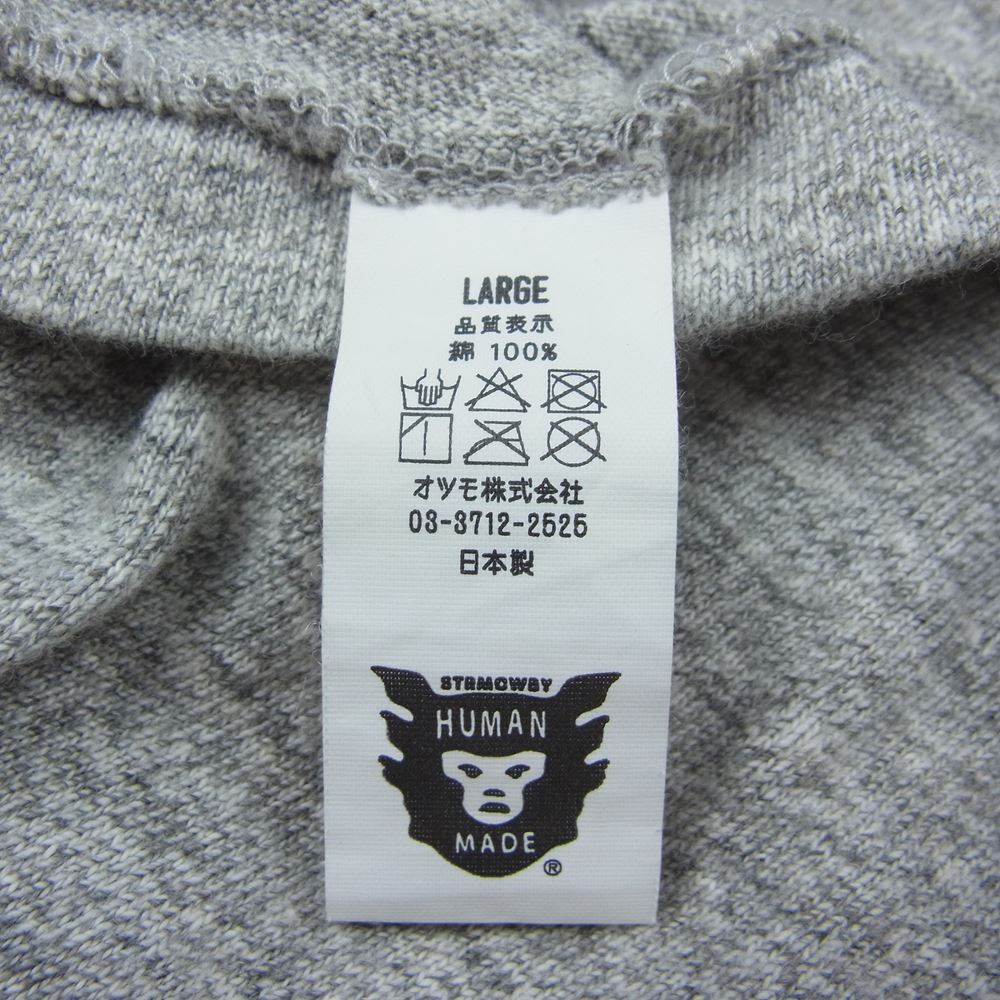 LARGE
品質表示
綿 100%
オツモ株式会社
03-3712-2525
日本製
STRMCWBY
HUMAN
MADE
®